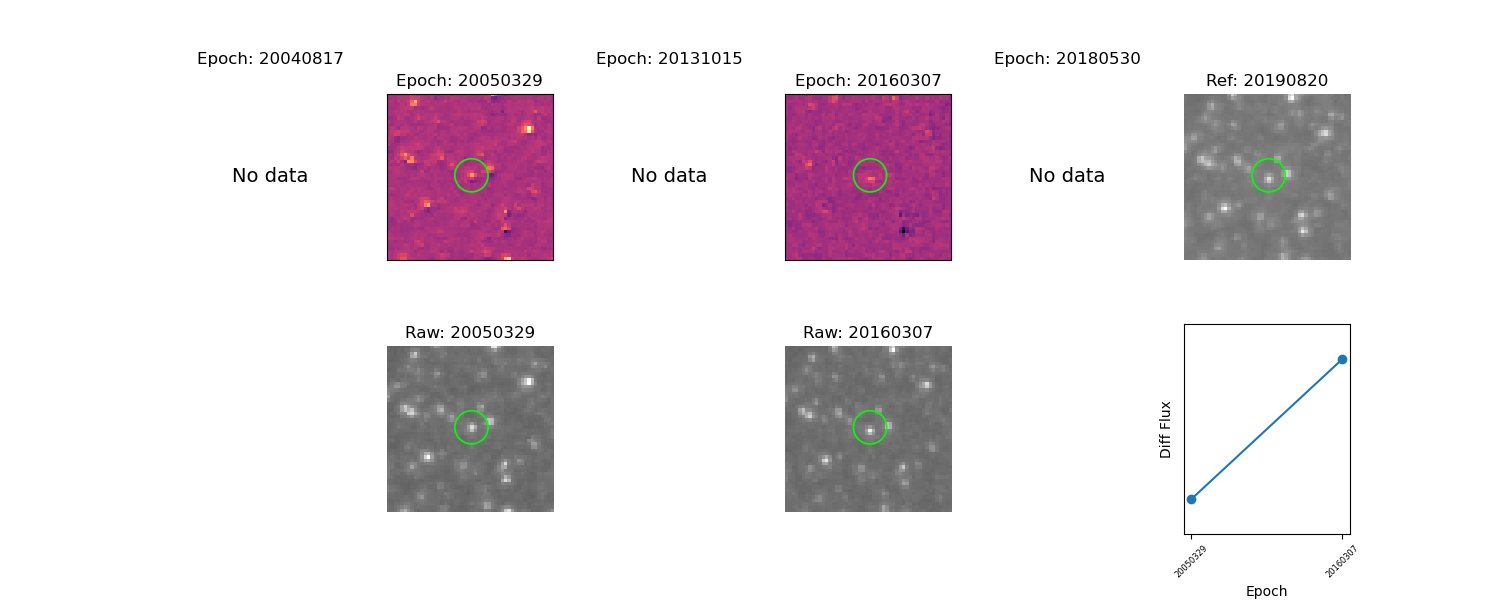 Epoch: 20040817
Epoch: 20131015
Epoch: 20180530
Epoch: 20050329
Epoch: 20160307
Ref: 20190820
No data
No data
No data
Raw: 20050329
Raw: 20160307
Diff Flux
20050329
20160307
Epoch